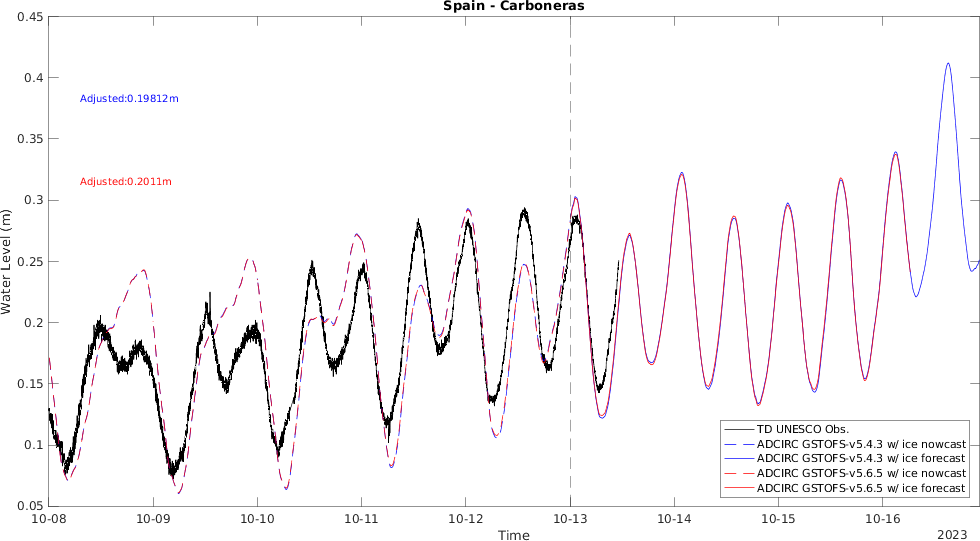 Spain - Carboneras
Water Level (m)
0.45
0.4
0.35
0.3
0.25
0.2
0.15
0.1
0.05
Adjusted:0.19812m
Adjusted:0.2011m
TD UNESCO Obs.
ADCIRC GSTOFS-v5.4.3 w/ ice nowcast
ADCIRC GSTOFS-v5.4.3 w/ ice forecast
ADCIRC GSTOFS-v5.6.5 w/ ice nowcast
ADCIRC GSTOFS-v5.6.5 w/ ice forecast
10-08 10-09 10-10 10-11 10-12 10-13 10-14 10-15 10-16
Time
2023